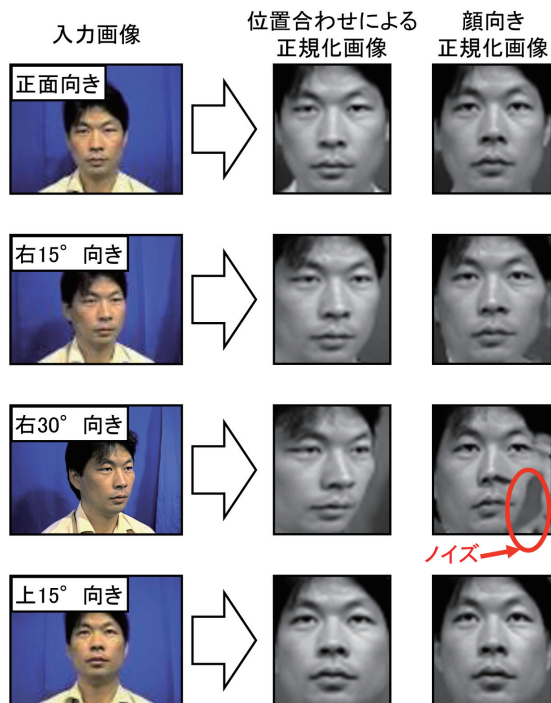 入力画像
位置合わせによる
正規化画像
顔向き
正規化画像
正面向き
右15° 向き
右30° 向き
ノイズ
上15° 向き